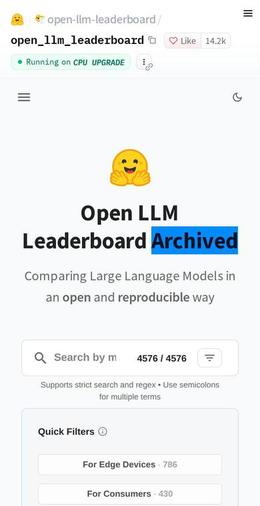 open-llm-leaderboard /
open_llm_leaderboard
Like 14.2k
Running on CPU UPGRADE
Open LLM
Leaderboard Archived
Comparing Large Language Models in
an open and reproducible way
Search by m 4576 / 4576
Supports strict search and regex • Use semicolons
for multiple terms
Quick Filters
For Edge Devices · 786
For Consumers · 430